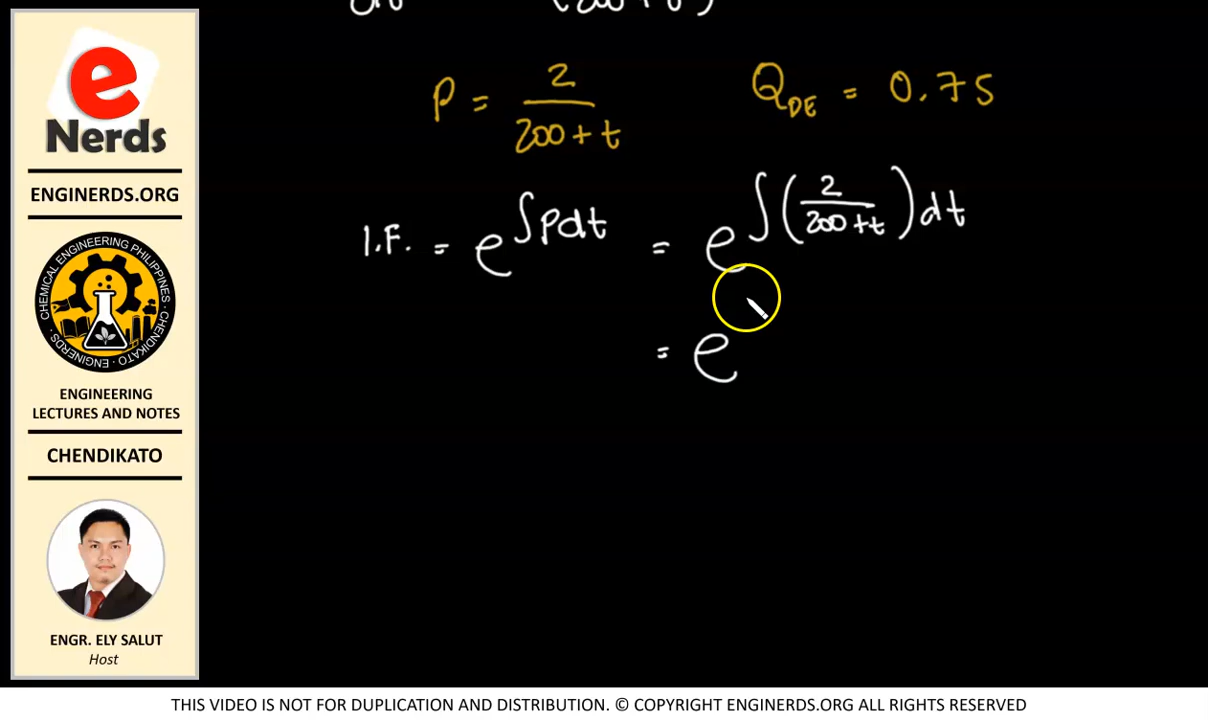 (200+t)
e
Nerds
P = 2/(200+t)    Q_DE = 0.75
ENGINERDS.ORG
I.F. = e^∫Pdt = e^∫(2/(200+t))dt
= e
CHEMICAL ENGINEERING PHILIPPINES
· CHENDIKATO · ENGINERDS ·
ENGINEERING
LECTURES AND NOTES
CHENDIKATO
ENGR. ELY SALUT
Host
THIS VIDEO IS NOT FOR DUPLICATION AND DISTRIBUTION. © COPYRIGHT ENGINERDS.ORG ALL RIGHTS RESERVED